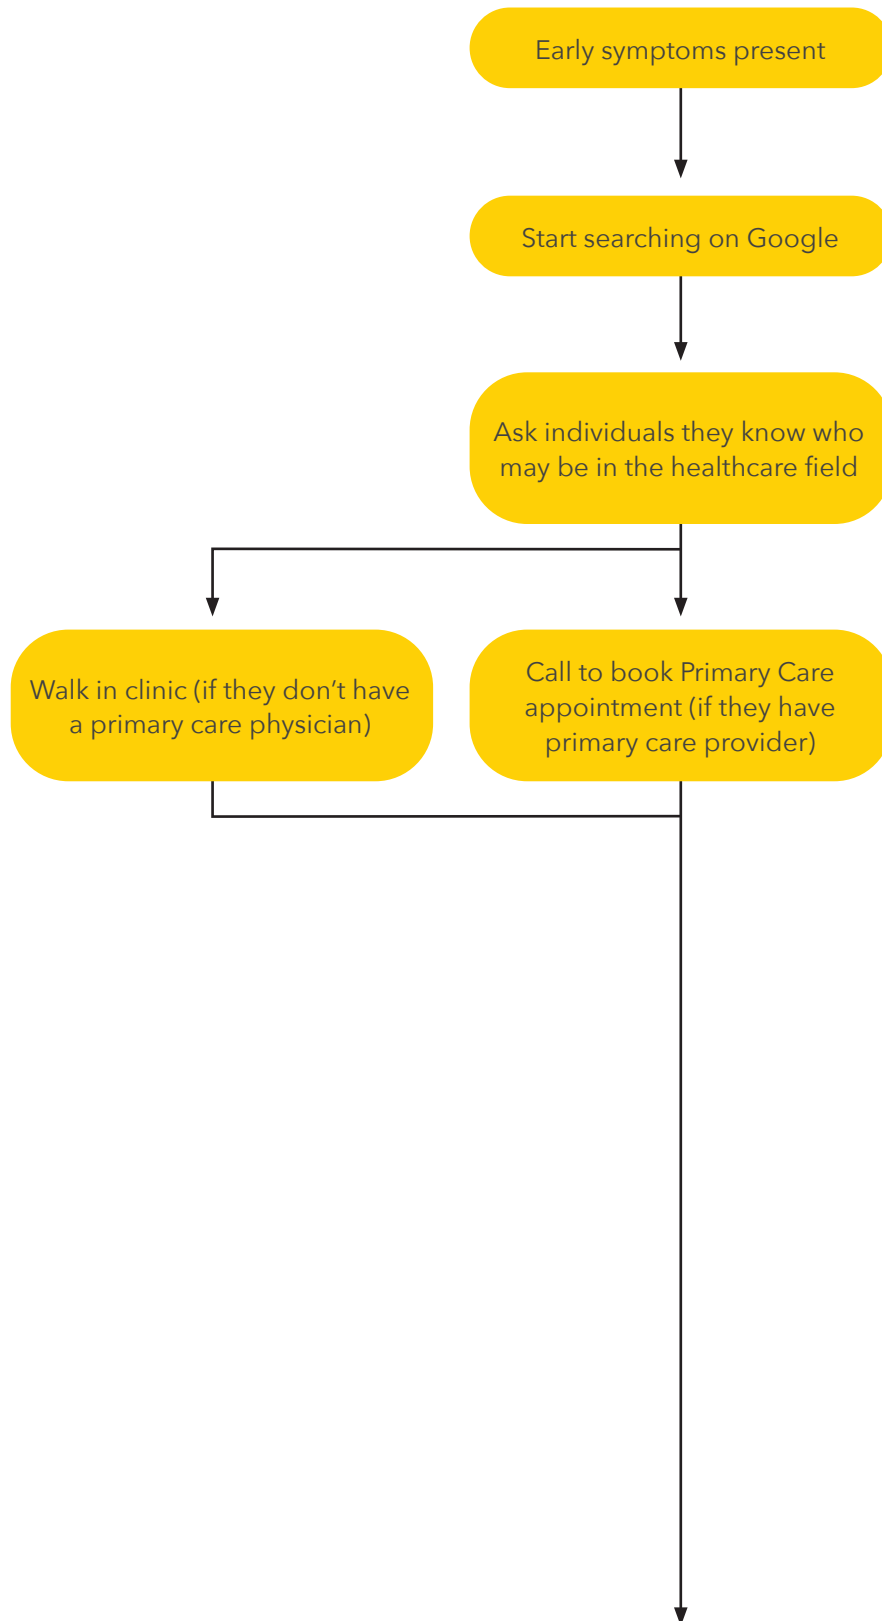 Early symptoms present
Start searching on Google
Ask individuals they know who
may be in the healthcare field
Walk in clinic (if they don’t have
a primary care physician)
Call to book Primary Care
appointment (if they have
primary care provider)